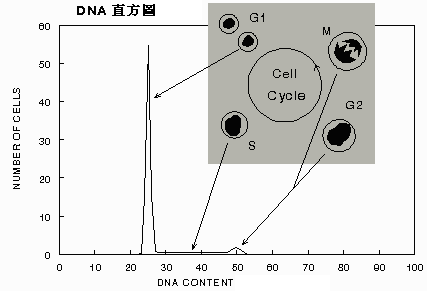 DNA 直方圖
G1
M
Cell
Cycle
G2
S
NUMBER OF CELLS
60
50
40
30
20
10
0
0 10 20 30 40 50 60 70 80 90 100
DNA CONTENT